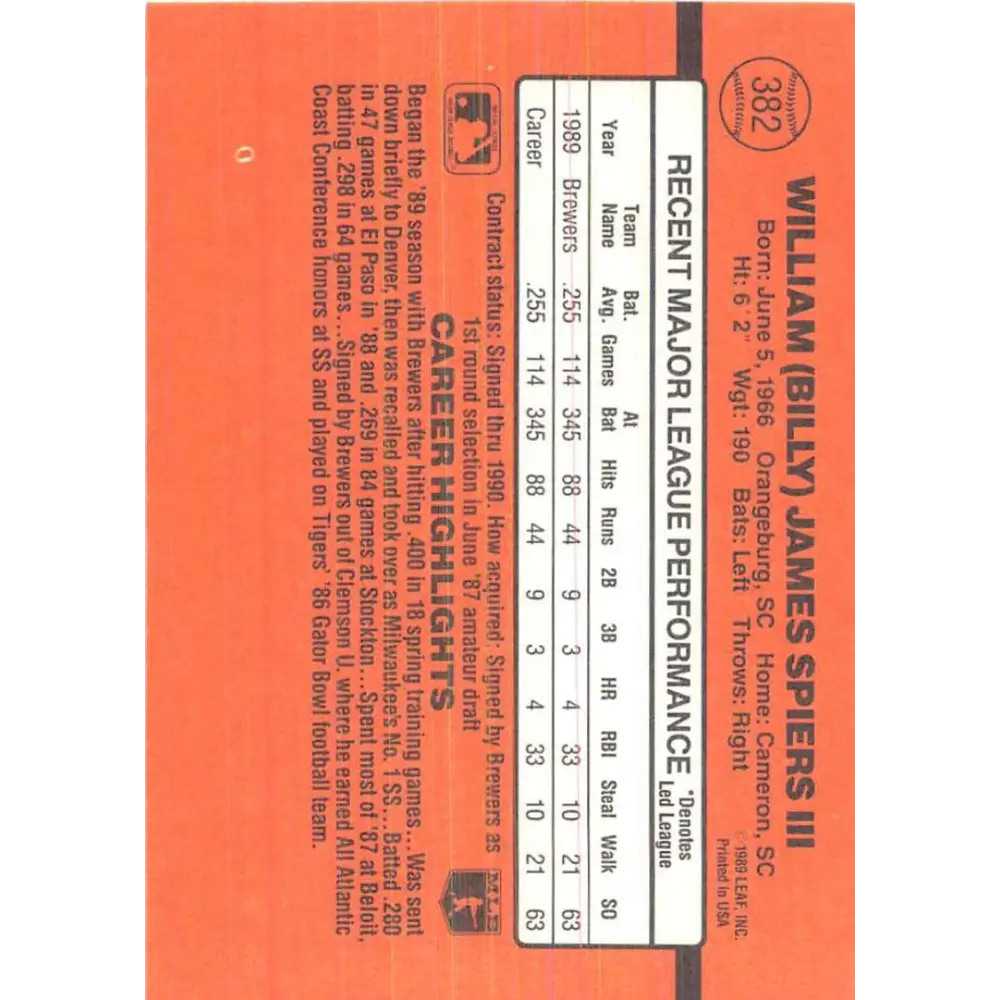 382
WILLIAM (BILLY) JAMES SPIERS III
Born: June 5, 1966 Orangeburg, SC Home: Cameron, SC
Ht: 6'2" Wgt: 190 Bats: Left Throws: Right
© 1989 LEAF, INC.
Printed in USA
RECENT MAJOR LEAGUE PERFORMANCE
*Denotes
Led League
Year Team Name Bat. Avg. Games At Bat Hits Runs 2B 3B HR RBI Steal Walk SO
1989 Brewers .255 114 345 88 44 9 3 4 33 10 21 63
Career .255 114 345 88 44 9 3 4 33 10 21 63
MLB
Contract status: Signed thru 1990. How acquired: Signed by Brewers as
1st round selection in June '87 amateur draft
CAREER HIGHLIGHTS
Began the '89 season with Brewers after hitting .400 in 18 spring training games...Was sent
down briefly to Denver, then was recalled and took over as Milwaukee's No. 1 SS...Batted .280
in 47 games at El Paso in '88 and .269 in 84 games at Stockton...Spent most of '87 at Beloit,
batting .298 in 64 games...Signed by Brewers out of Clemson U. where he earned All Atlantic
Coast Conference honors at SS and played on Tigers' '86 Gator Bowl football team.